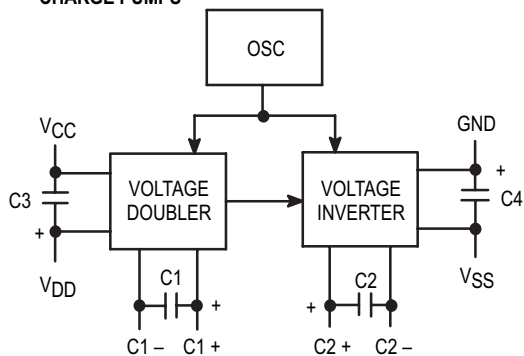 CHARGE PUMPS
OSC
VCC
GND
+
C3
VOLTAGE
DOUBLER
VOLTAGE
INVERTER
C4
+
VDD
C1
C2
VSS
+
+
C1 – C1 +
C2 + C2 –